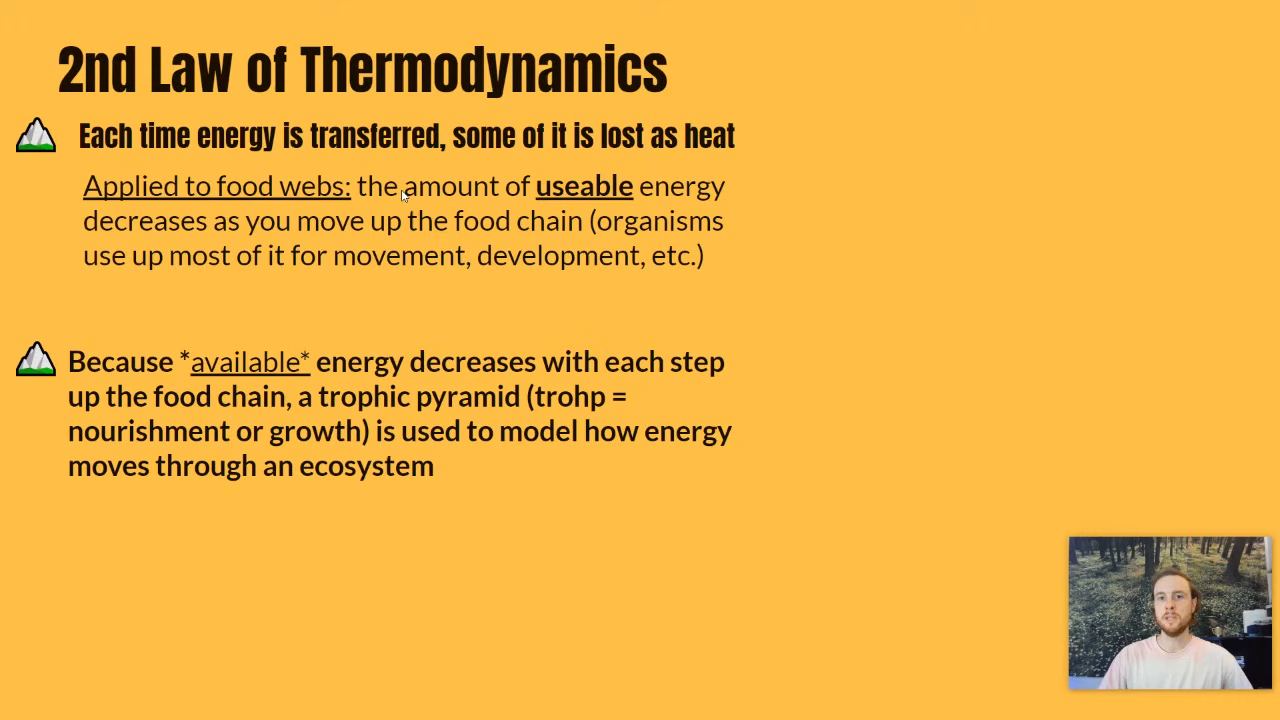 2nd Law of Thermodynamics
Each time energy is transferred, some of it is lost as heat
Applied to food webs: the amount of useable energy
decreases as you move up the food chain (organisms
use up most of it for movement, development, etc.)
Because *available* energy decreases with each step
up the food chain, a trophic pyramid (trohp =
nourishment or growth) is used to model how energy
moves through an ecosystem